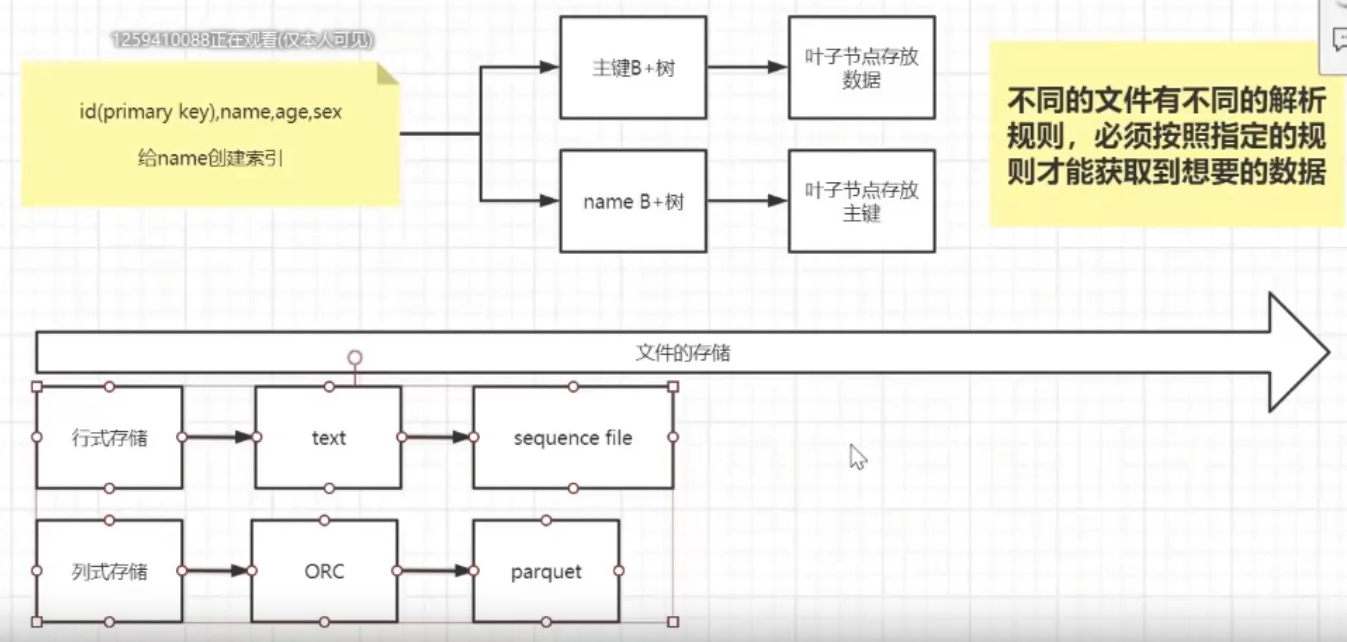 1259410088正在观看(仅本人可见)
id(primary key),name,age,sex
给name创建索引
主键B+树
叶子节点存放
数据
name B+树
叶子节点存放
主键
不同的文件有不同的解析
规则，必须按照指定的规
则才能获取到想要的数据
文件的存储
行式存储
text
sequence file
列式存储
ORC
parquet